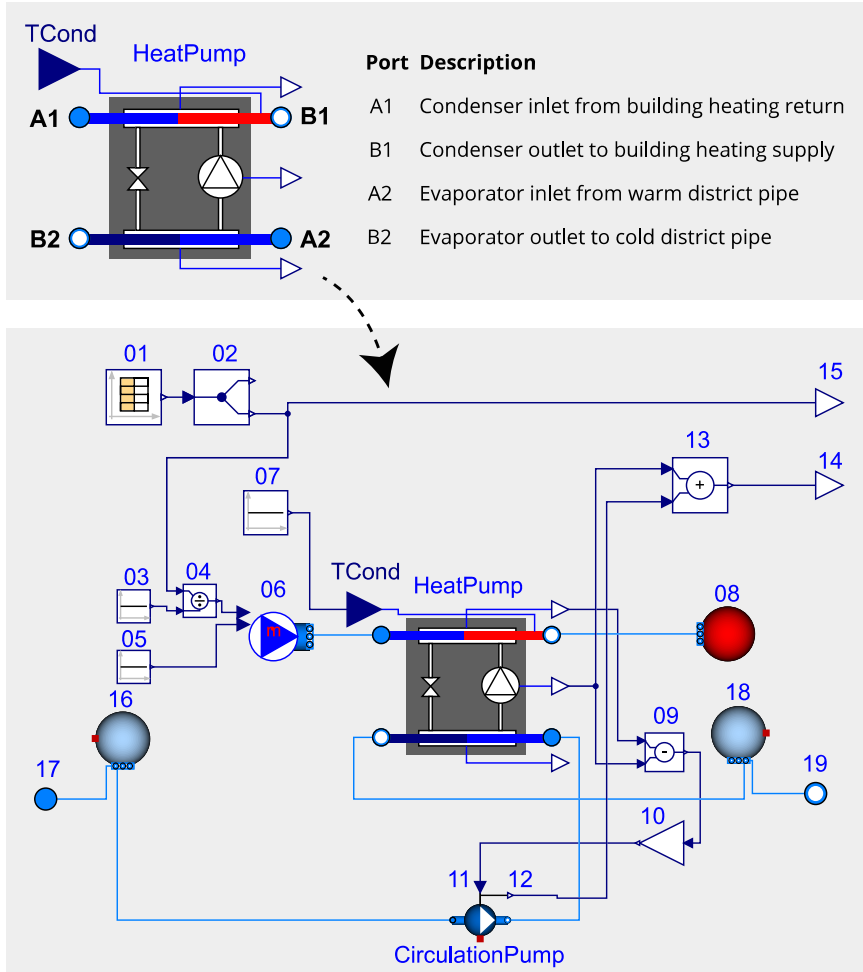 TCond
HeatPump
A1
B1
B2
A2
Port Description
A1 Condenser inlet from building heating return
B1 Condenser outlet to building heating supply
A2 Evaporator inlet from warm district pipe
B2 Evaporator outlet to cold district pipe
01
02
15
13
14
07
03
04
06
TCond
HeatPump
08
+
÷
m
05
16
18
09
-
17
19
10
11
12
CirculationPump